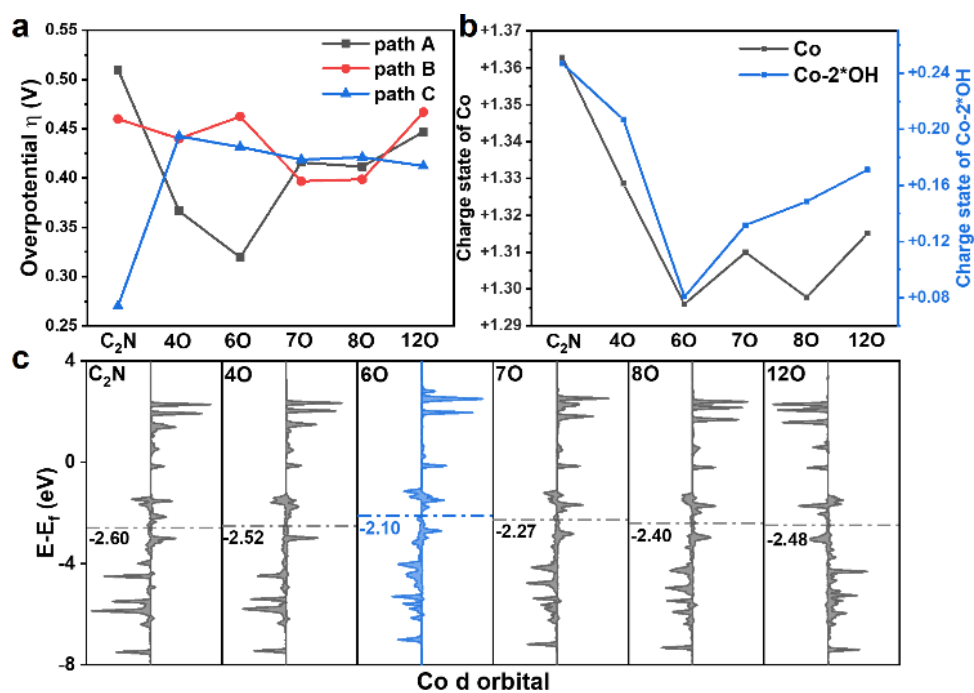 a
Overpotential η (V)
0.55
0.50
0.45
0.40
0.35
0.30
0.25
path A
path B
path C
C₂N 4O 6O 7O 8O 12O
b
Charge state of Co
+1.37
+1.36
+1.35
+1.34
+1.33
+1.32
+1.31
+1.30
+1.29
Co
Co-2*OH
C₂N 4O 6O 7O 8O 12O
+0.24
+0.20
+0.16
+0.12
+0.08
Charge state of Co-2*OH
c
E-E_f (eV)
4
0
-4
-8
C₂N 4O 6O 7O 8O 12O
-2.60 -2.52 -2.10 -2.27 -2.40 -2.48
Co d orbital